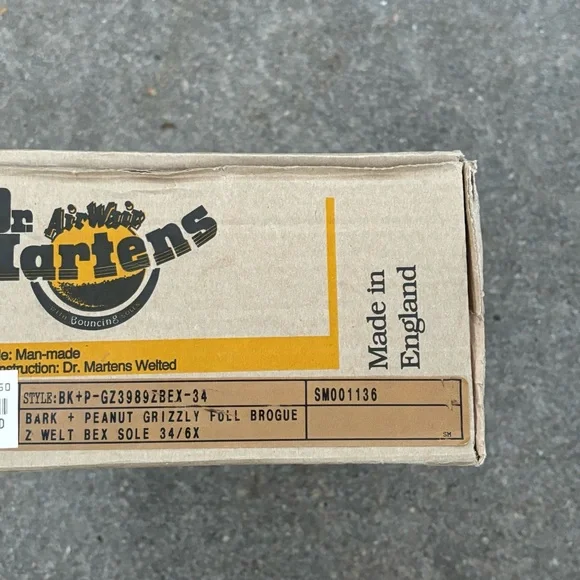 Dr.
AirWair
Martens
With Bouncing Soles
le: Man-made
nstruction: Dr. Martens Welted
Made in
England
STYLE:BK+P-GZ3989ZBEX-34
SM001136
BARK + PEANUT GRIZZLY FULL BROGUE
Z WELT BEX SOLE 34/6X
SM